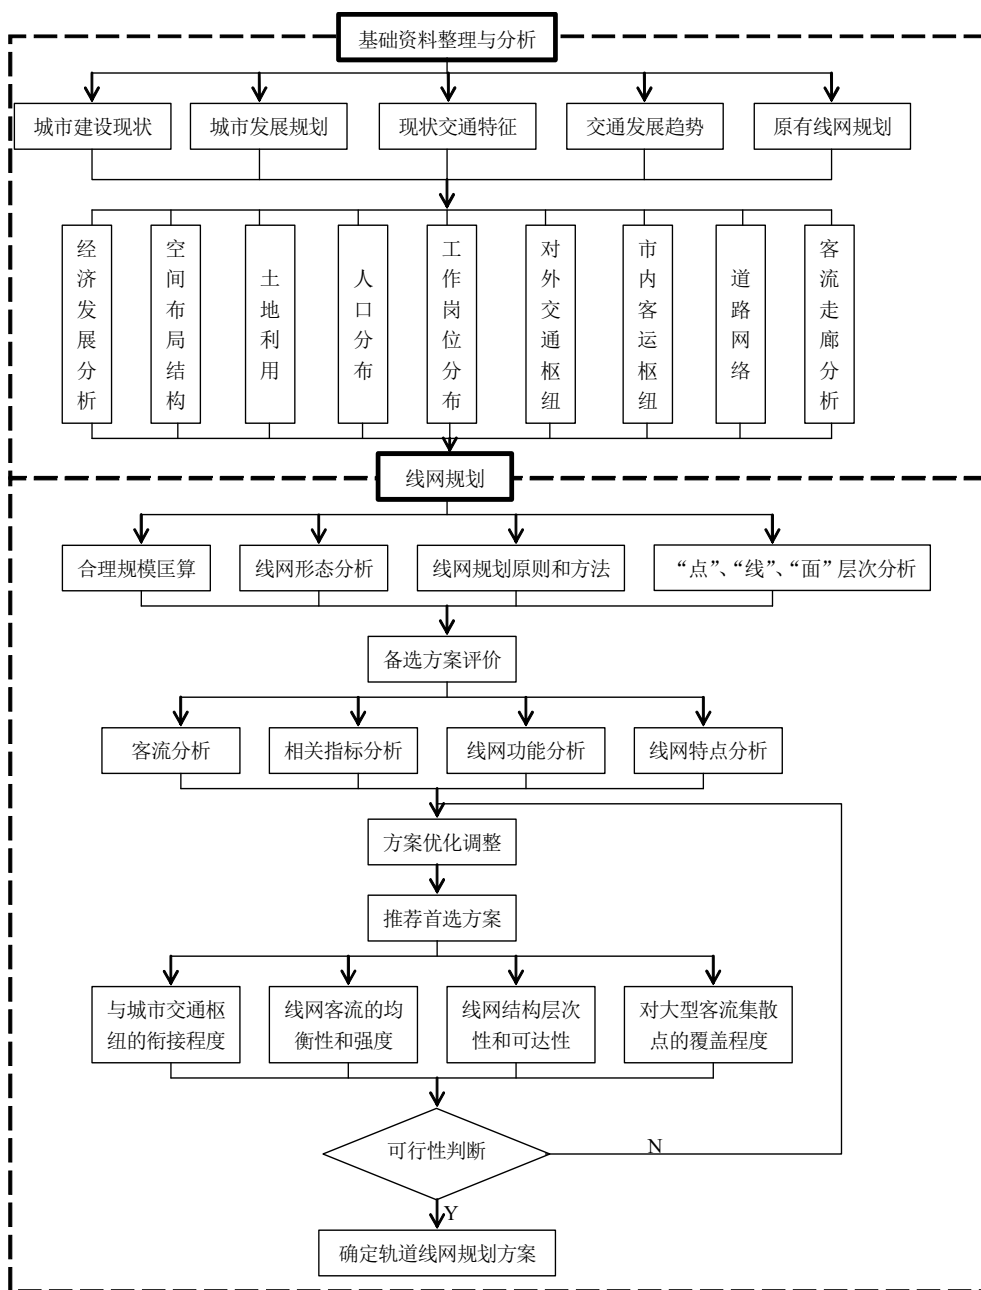 基础资料整理与分析
城市建设现状
城市发展规划
现状交通特征
交通发展趋势
原有线网规划
经济发展分析
空间布局结构
土地利用
人口分布
工作岗位分布
对外交通枢纽
市内客运枢纽
道路网络
客流走廊分析
线网规划
合理规模匡算
线网形态分析
线网规划原则和方法
“点”、“线”、“面”层次分析
备选方案评价
客流分析
相关指标分析
线网功能分析
线网特点分析
方案优化调整
推荐首选方案
与城市交通枢
纽的衔接程度
线网客流的均
衡性和强度
线网结构层次
性和可达性
对大型客流集散
点的覆盖程度
可行性判断
N
Y
确定轨道线网规划方案